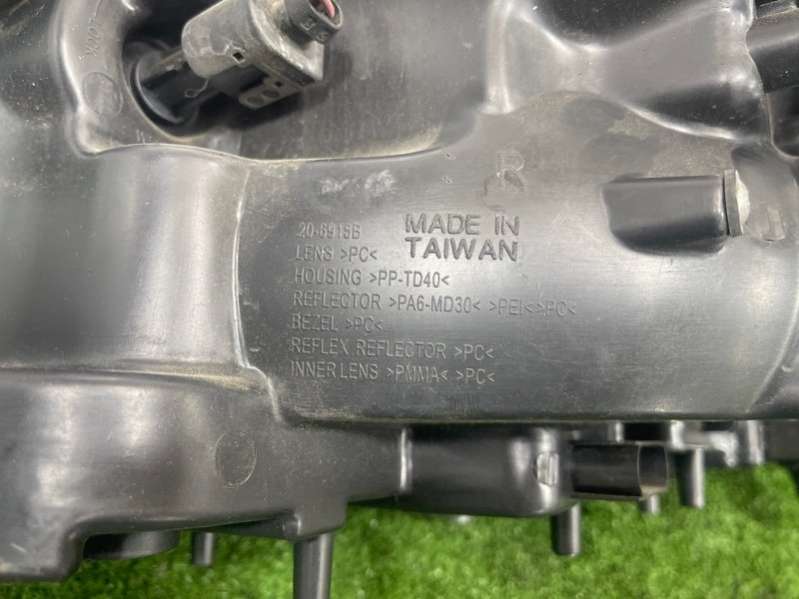 R
20-6916B
MADE IN
TAIWAN
LENS >PC<
HOUSING >PP-TD40<
REFLECTOR >PA6-MD30< >PEI<>PC<
BEZEL >PC<
REFLEX REFLECTOR >PC<
INNER LENS >PMMA< >PC<